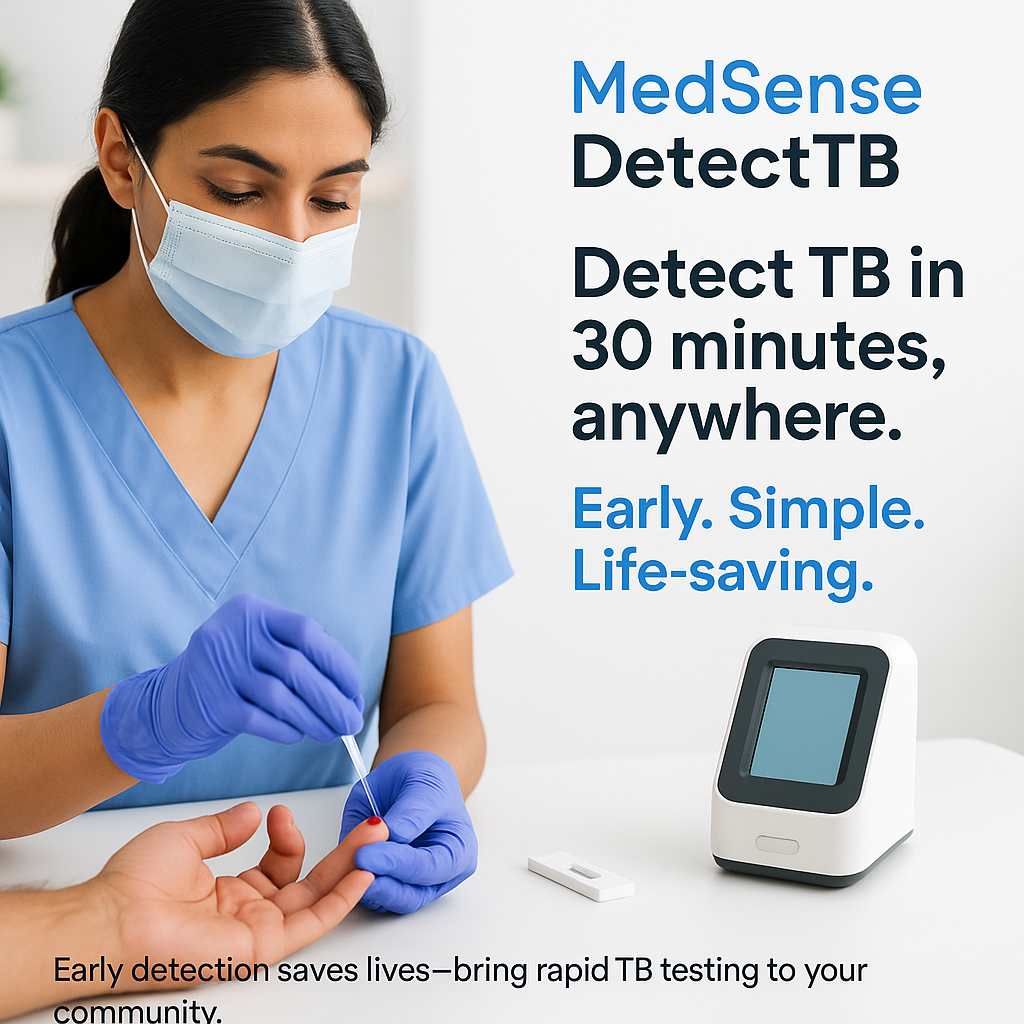 MedSense
DetectTB
Detect TB in
30 minutes,
anywhere.
Early. Simple.
Life-saving.
Early detection saves lives—bring rapid TB testing to your
community.